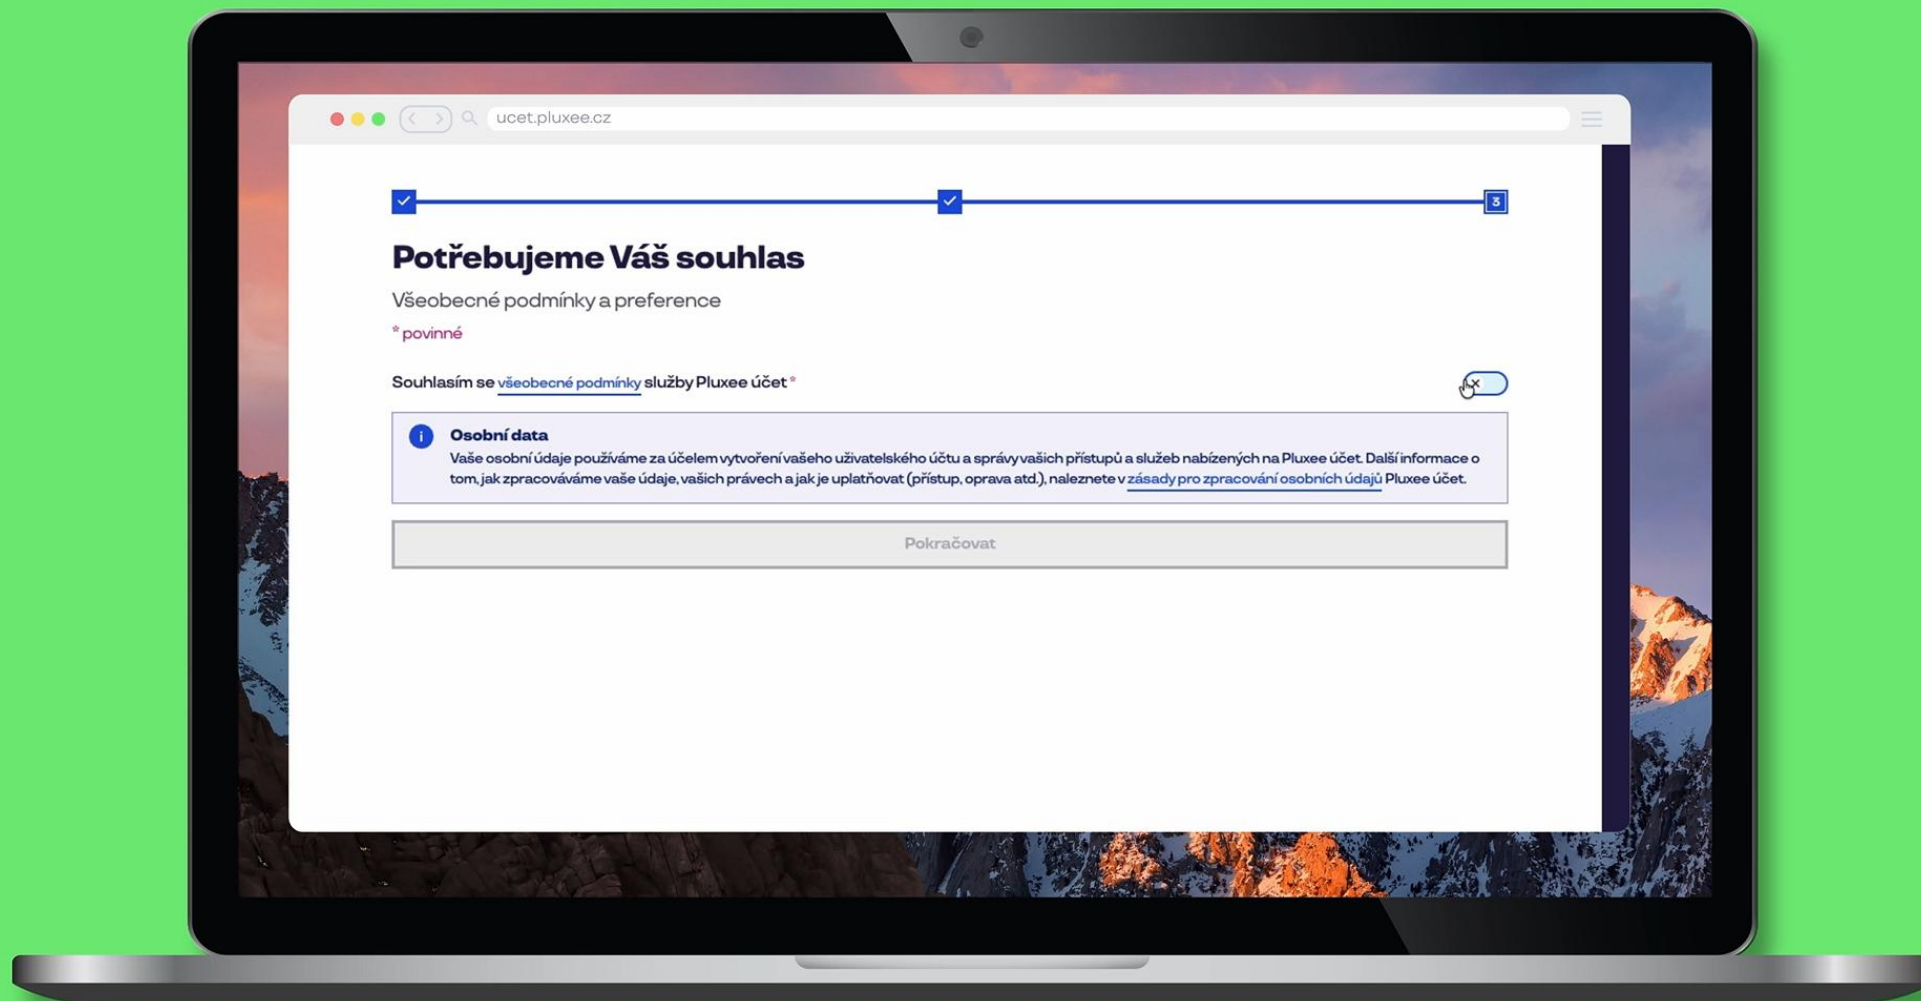 ucet.pluxee.cz
3
Potřebujeme Váš souhlas
Všeobecné podmínky a preference
* povinné
Souhlasím se všeobecné podmínky služby Pluxee účet *
Osobní data
Vaše osobní údaje používáme za účelem vytvoření vašeho uživatelského účtu a správy vašich přístupů a služeb nabízených na Pluxee účet. Další informace o
tom, jak zpracováváme vaše údaje, vašich právech a jak je uplatňovat (přístup, oprava atd.), naleznete v zásady pro zpracování osobních údajů Pluxee účet.
Pokračovat